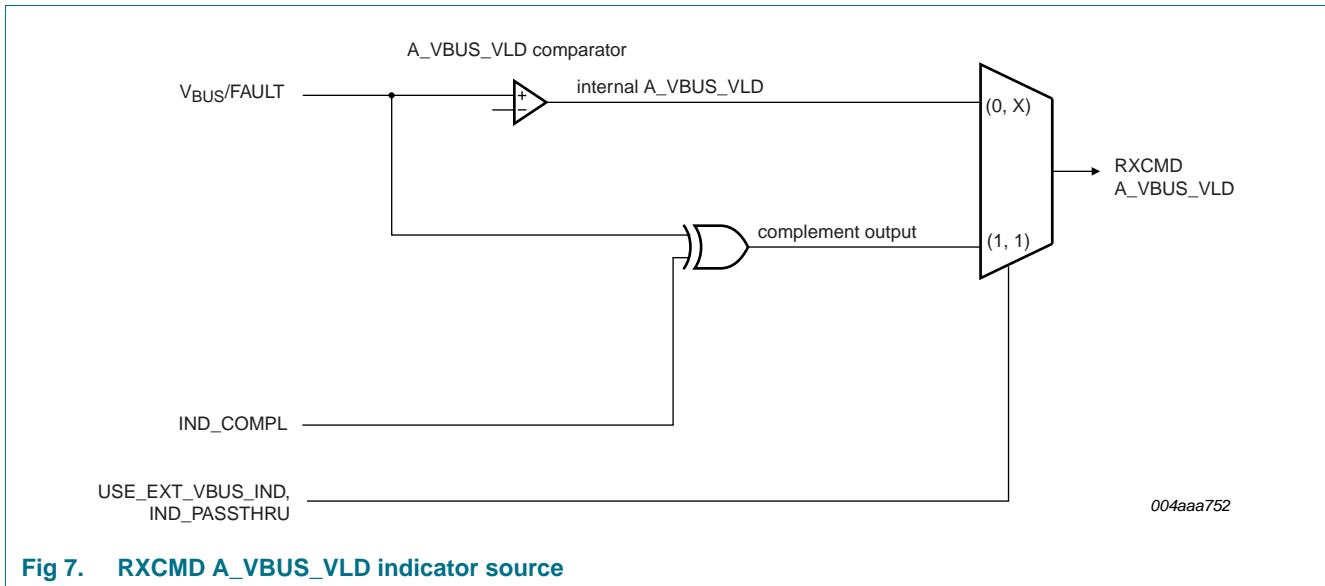 A_VBUS_VLD comparator
VBUS/FAULT
+
−
internal A_VBUS_VLD
(0, X)
RXCMD
A_VBUS_VLD
complement output
(1, 1)
IND_COMPL
USE_EXT_VBUS_IND,
IND_PASSTHRU
004aaa752
Fig 7. RXCMD A_VBUS_VLD indicator source